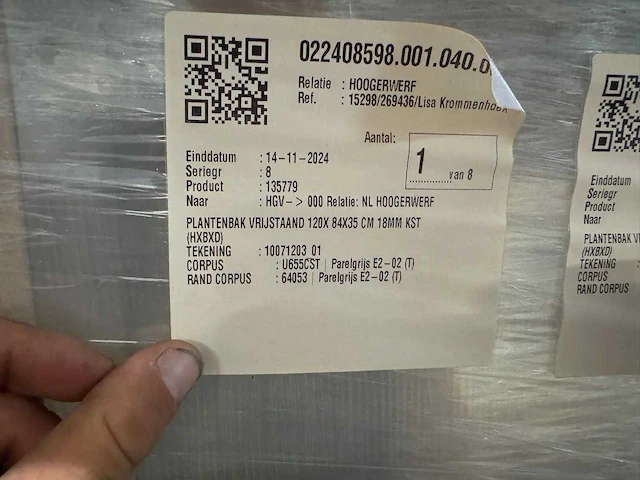 022408598.001.040.0
Relatie : HOOGERWERF
Ref. : 15298/269436/Lisa Krommenhoek
Aantal:
1 van 8
Einddatum : 14-11-2024
Seriegr : 8
Product : 135779
Naar : HGV-> 000 Relatie: NL HOOGERWERF
PLANTENBAK VRIJSTAAND 120X 84X35 CM 18MM KST
(HXBXD)
TEKENING : 10071203 01
CORPUS : U655CST | Parelgrijs E2-02 (T)
RAND CORPUS : 64053 | Parelgrijs E2-02 (T)
Einddatum
Seriegr
Product
Naar
PLANTENBAK
(HXBXD)
TEKENING :
CORPUS :
RAND CORPUS